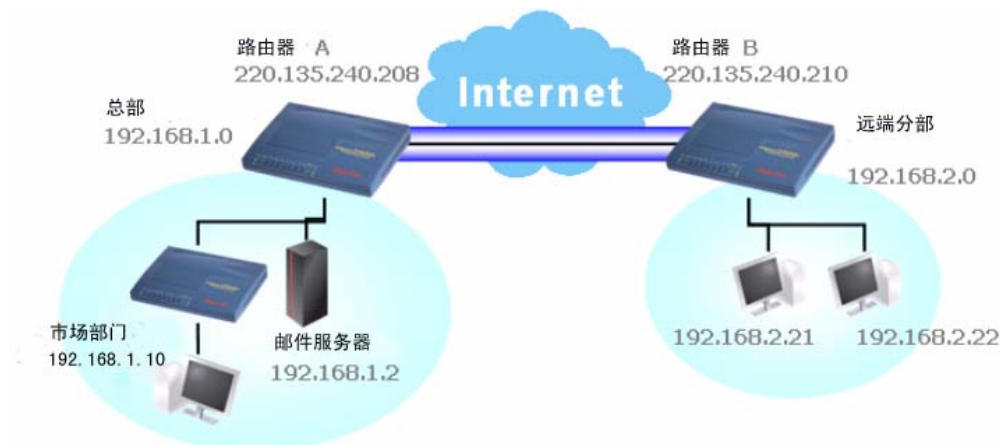 路由器 A
220.135.240.208
路由器 B
220.135.240.210
Internet
总部
192.168.1.0
远端分部
192.168.2.0
市场部门
192.168.1.10
邮件服务器
192.168.1.2
192.168.2.21
192.168.2.22